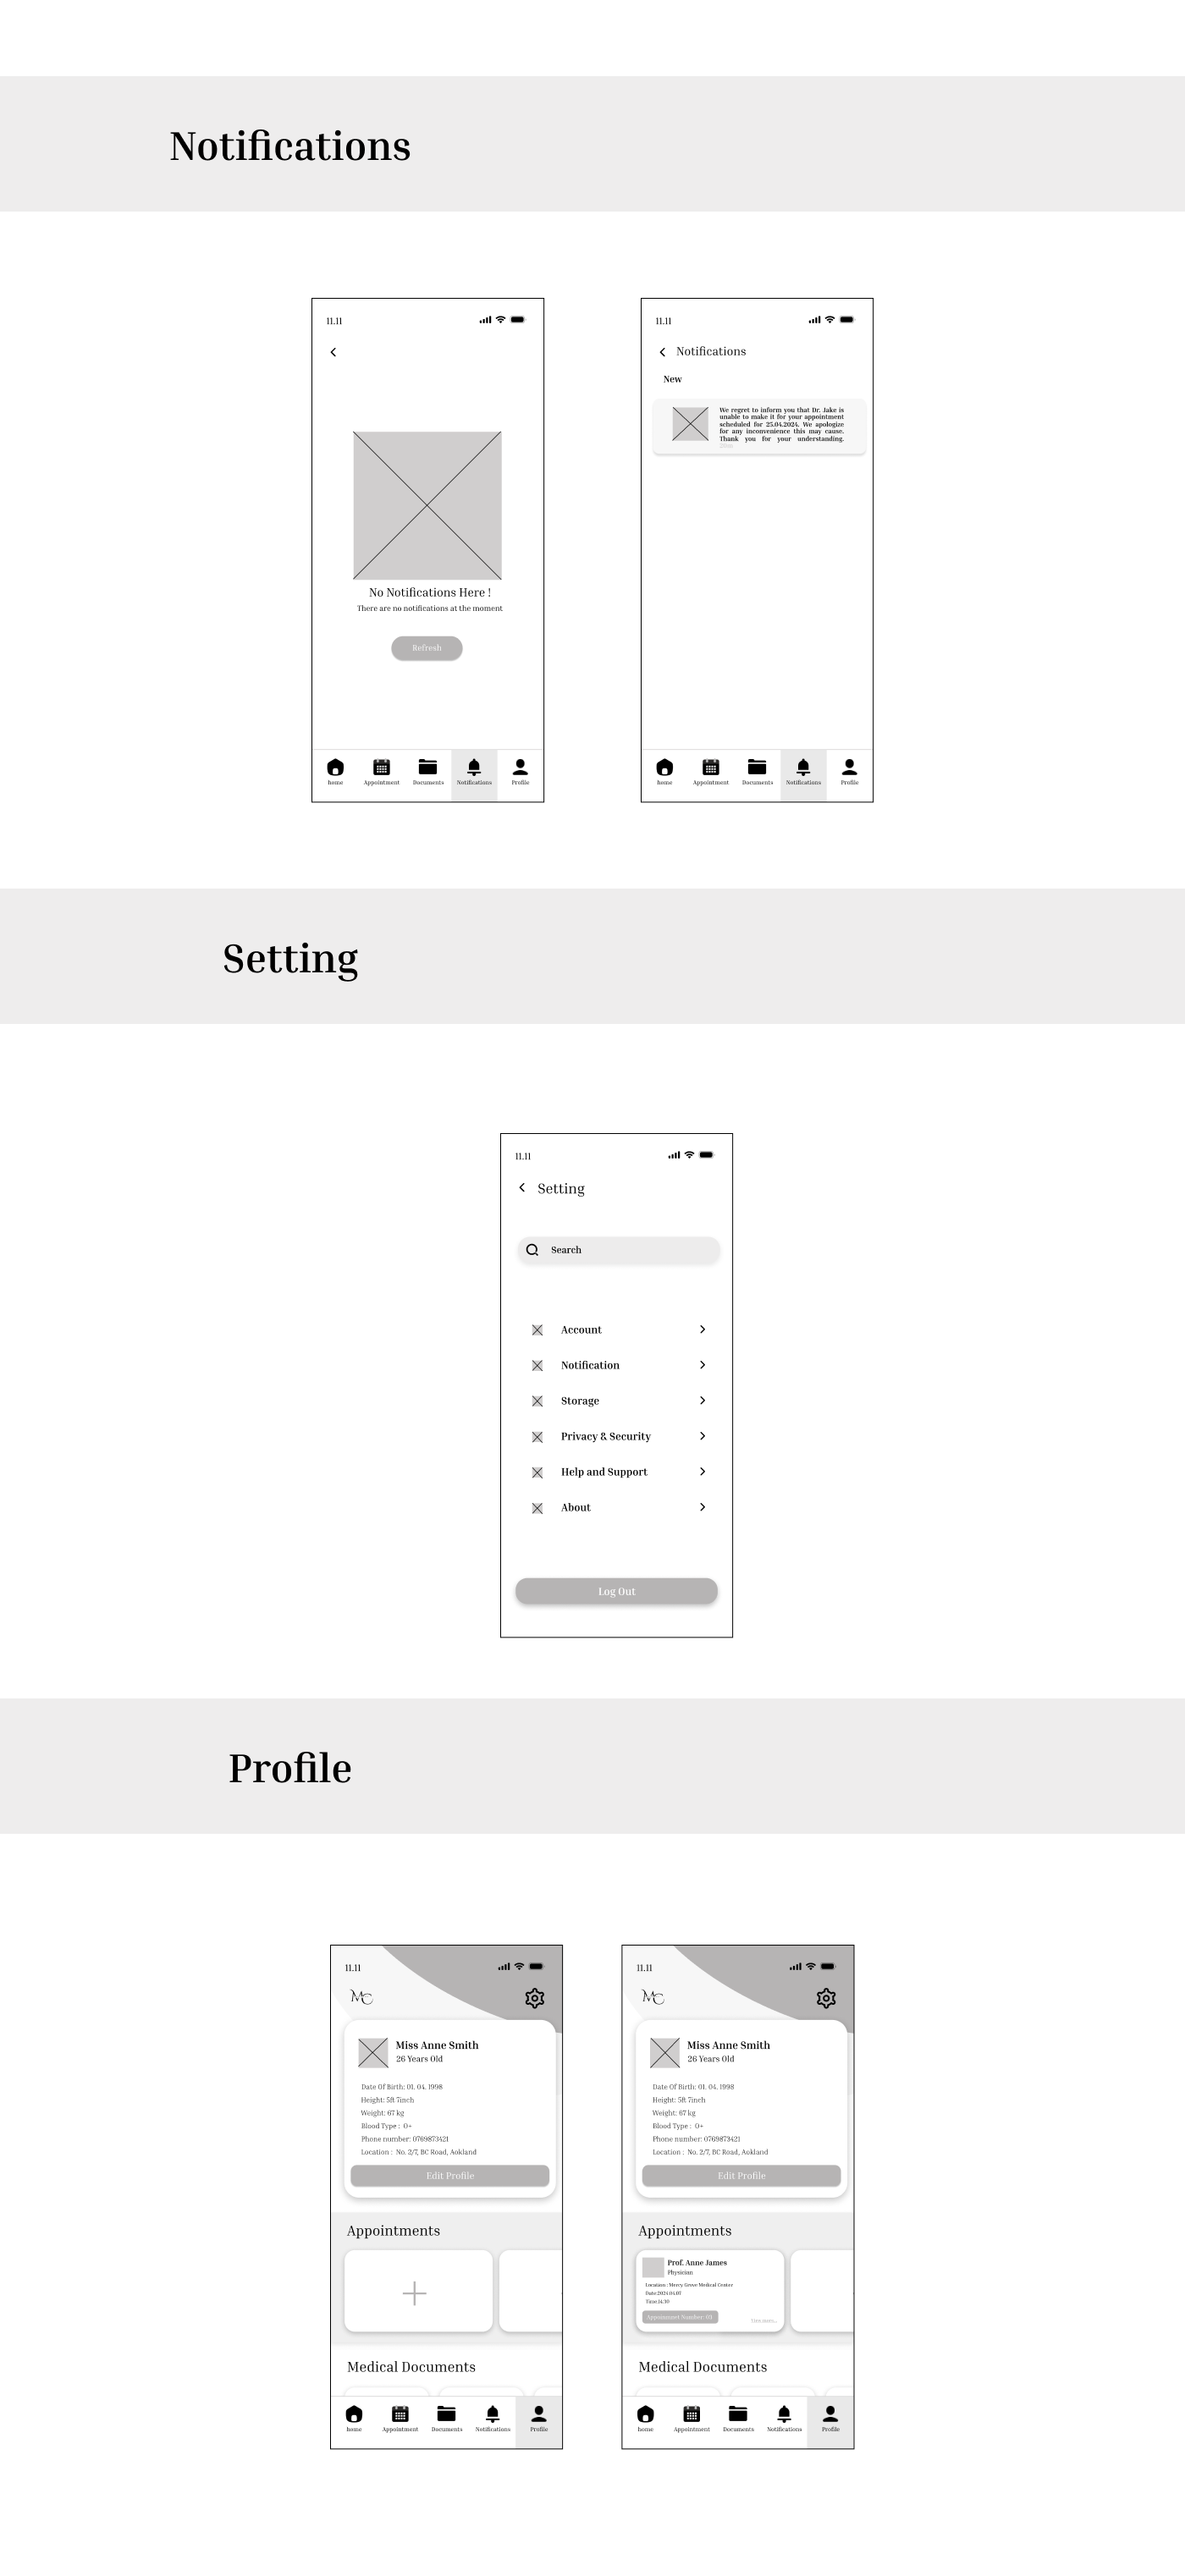 Notifications
11.11
No Notifications Here !
There are no notifications at the moment
Refresh
home
Appointment
Documents
Notifications
Profile
11.11
Notifications
New
We regret to inform you that Dr. Jake is
unable to make it for your appointment
scheduled for 25.04.2024. We apologize
for any inconvenience this may cause.
Thank you for your understanding.
home
Appointment
Documents
Notifications
Profile
Setting
11.11
Setting
Search
Account
Notification
Storage
Privacy & Security
Help and Support
About
Log Out
Profile
11.11
MC
Miss Anne Smith
26 Years Old
Date Of Birth: 01. 04. 1998
Height: 5ft 7inch
Weight: 67 kg
Blood Type : O+
Phone number: 0769873421
Location : No. 2/7, BC Road, Aokland
Edit Profile
Appointments
Medical Documents
home
Appointment
Documents
Notifications
Profile
11.11
MC
Miss Anne Smith
26 Years Old
Date Of Birth: 01. 04. 1998
Height: 5ft 7inch
Weight: 67 kg
Blood Type : O+
Phone number: 0769873421
Location : No. 2/7, BC Road, Aokland
Edit Profile
Appointments
Prof. Anne James
Physician
Location : Mercy Grove Medical Center
Date:2024.04.07
Time:14.30
View more...
Medical Documents
home
Appointment
Documents
Notifications
Profile